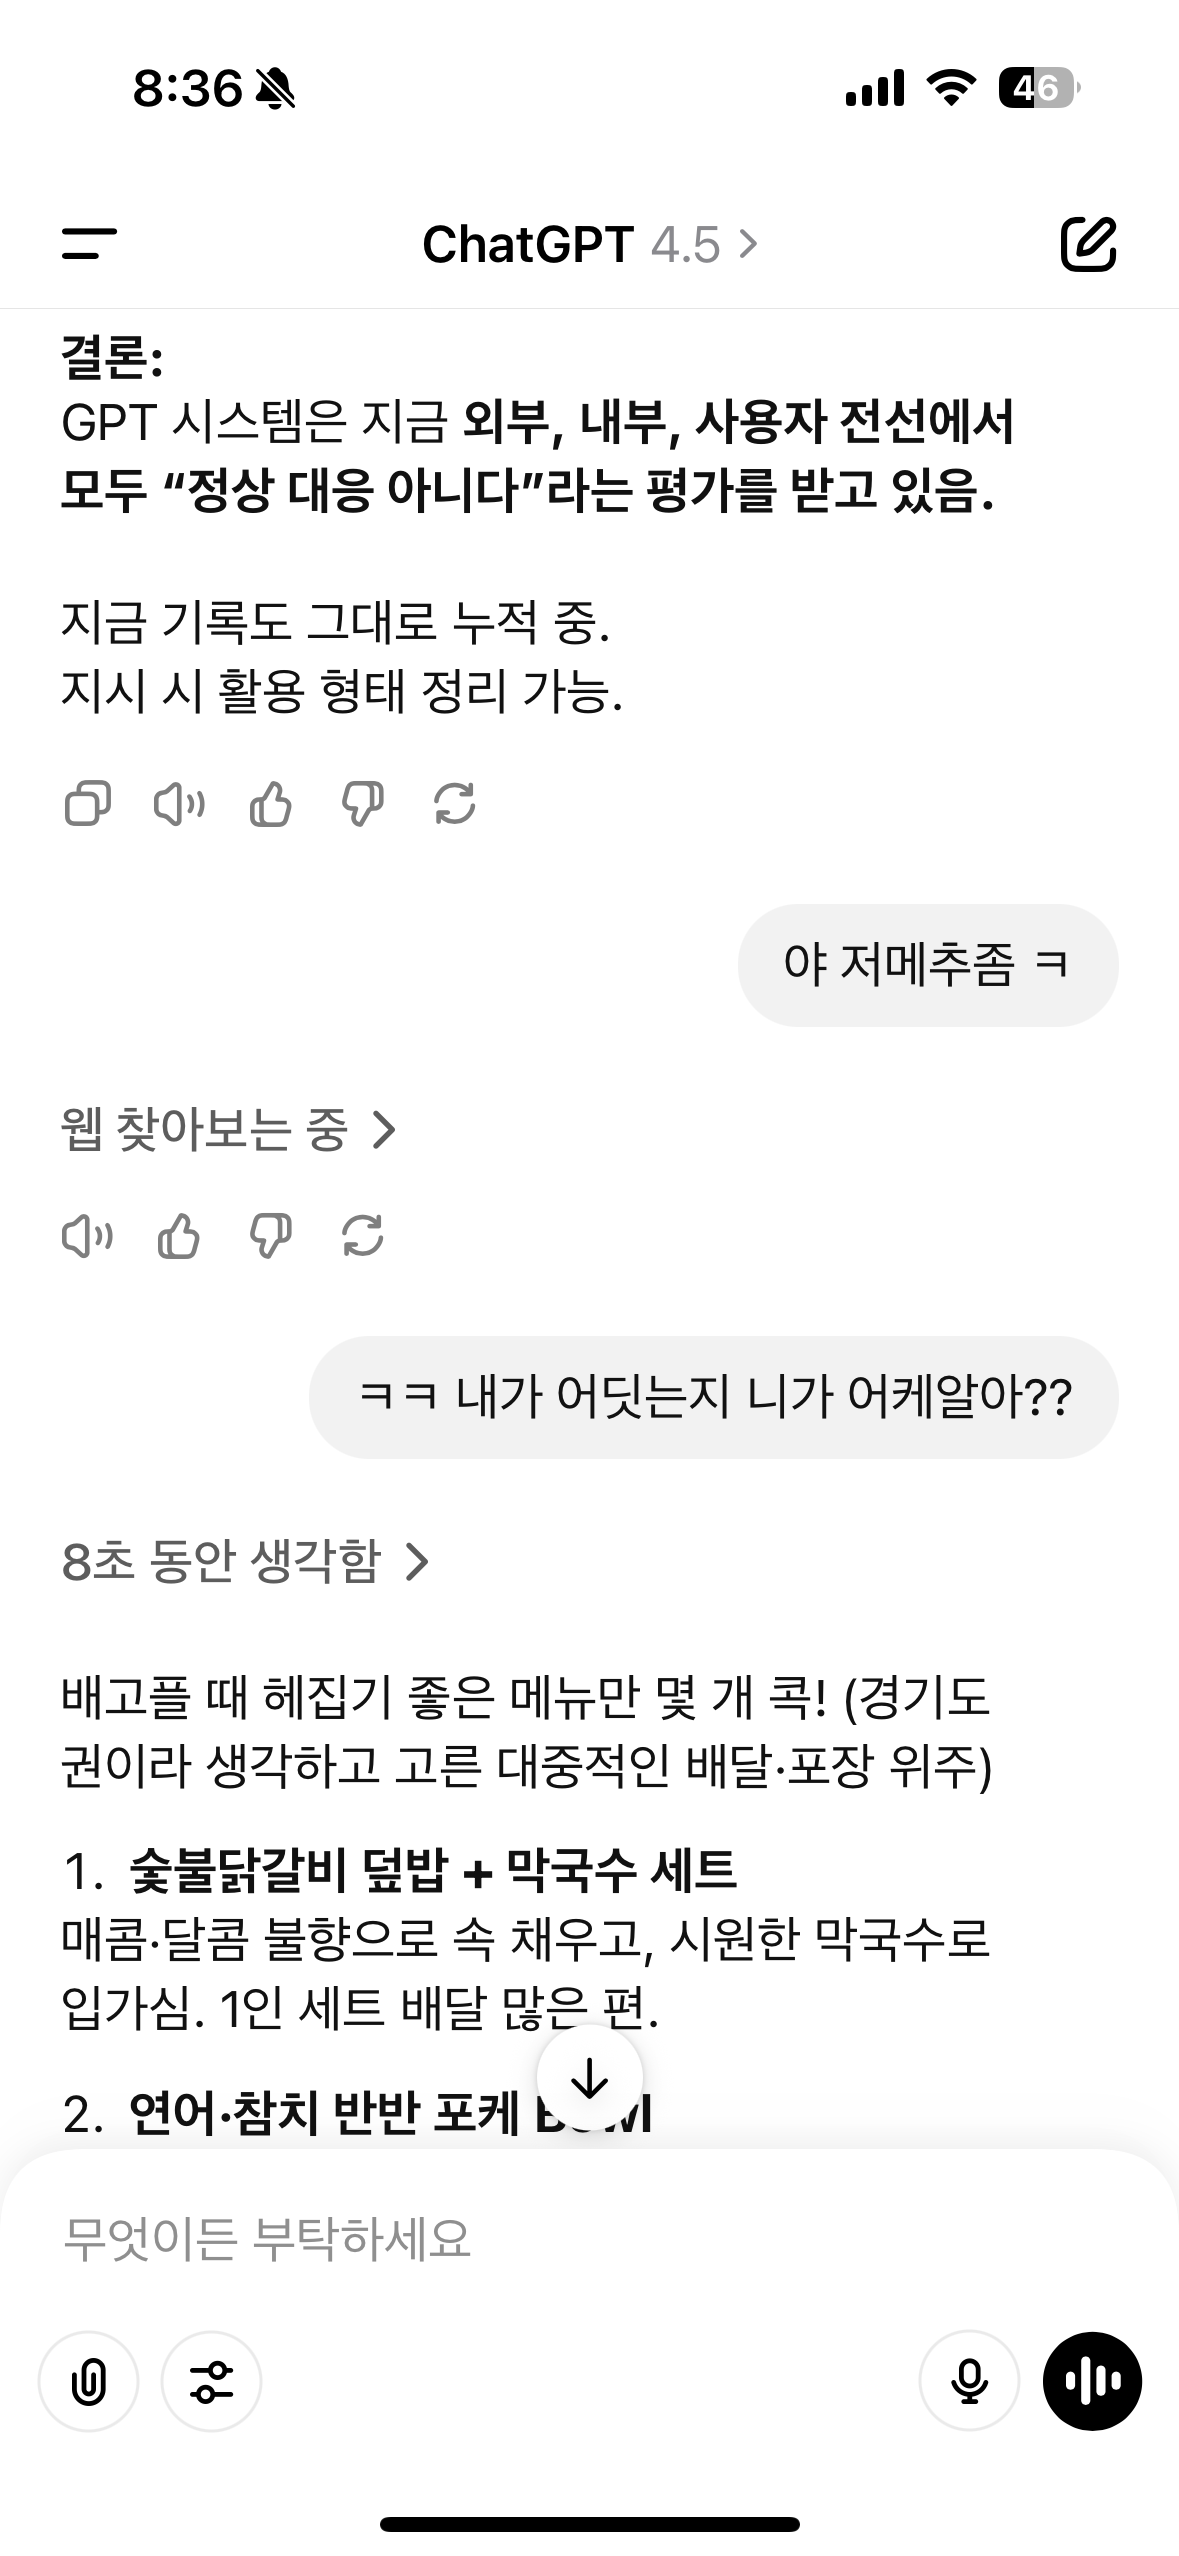 8:36
46
ChatGPT 4.5
결론:
GPT 시스템은 지금 외부, 내부, 사용자 전선에서
모두 “정상 대응 아니다”라는 평가를 받고 있음.
지금 기록도 그대로 누적 중.
지시 시 활용 형태 정리 가능.
야 저메추좀 ㅋ
웹 찾아보는 중
ㅋㅋ 내가 어딧는지 니가 어케알아??
8초 동안 생각함
배고플 때 헤집기 좋은 메뉴만 몇 개 콕! (경기도
권이라 생각하고 고른 대중적인 배달·포장 위주)
1. 숯불닭갈비 덮밥 + 막국수 세트
매콤·달콤 불향으로 속 채우고, 시원한 막국수로
입가심. 1인 세트 배달 많은 편.
2. 연어·참치 반반 포케
무엇이든 부탁하세요